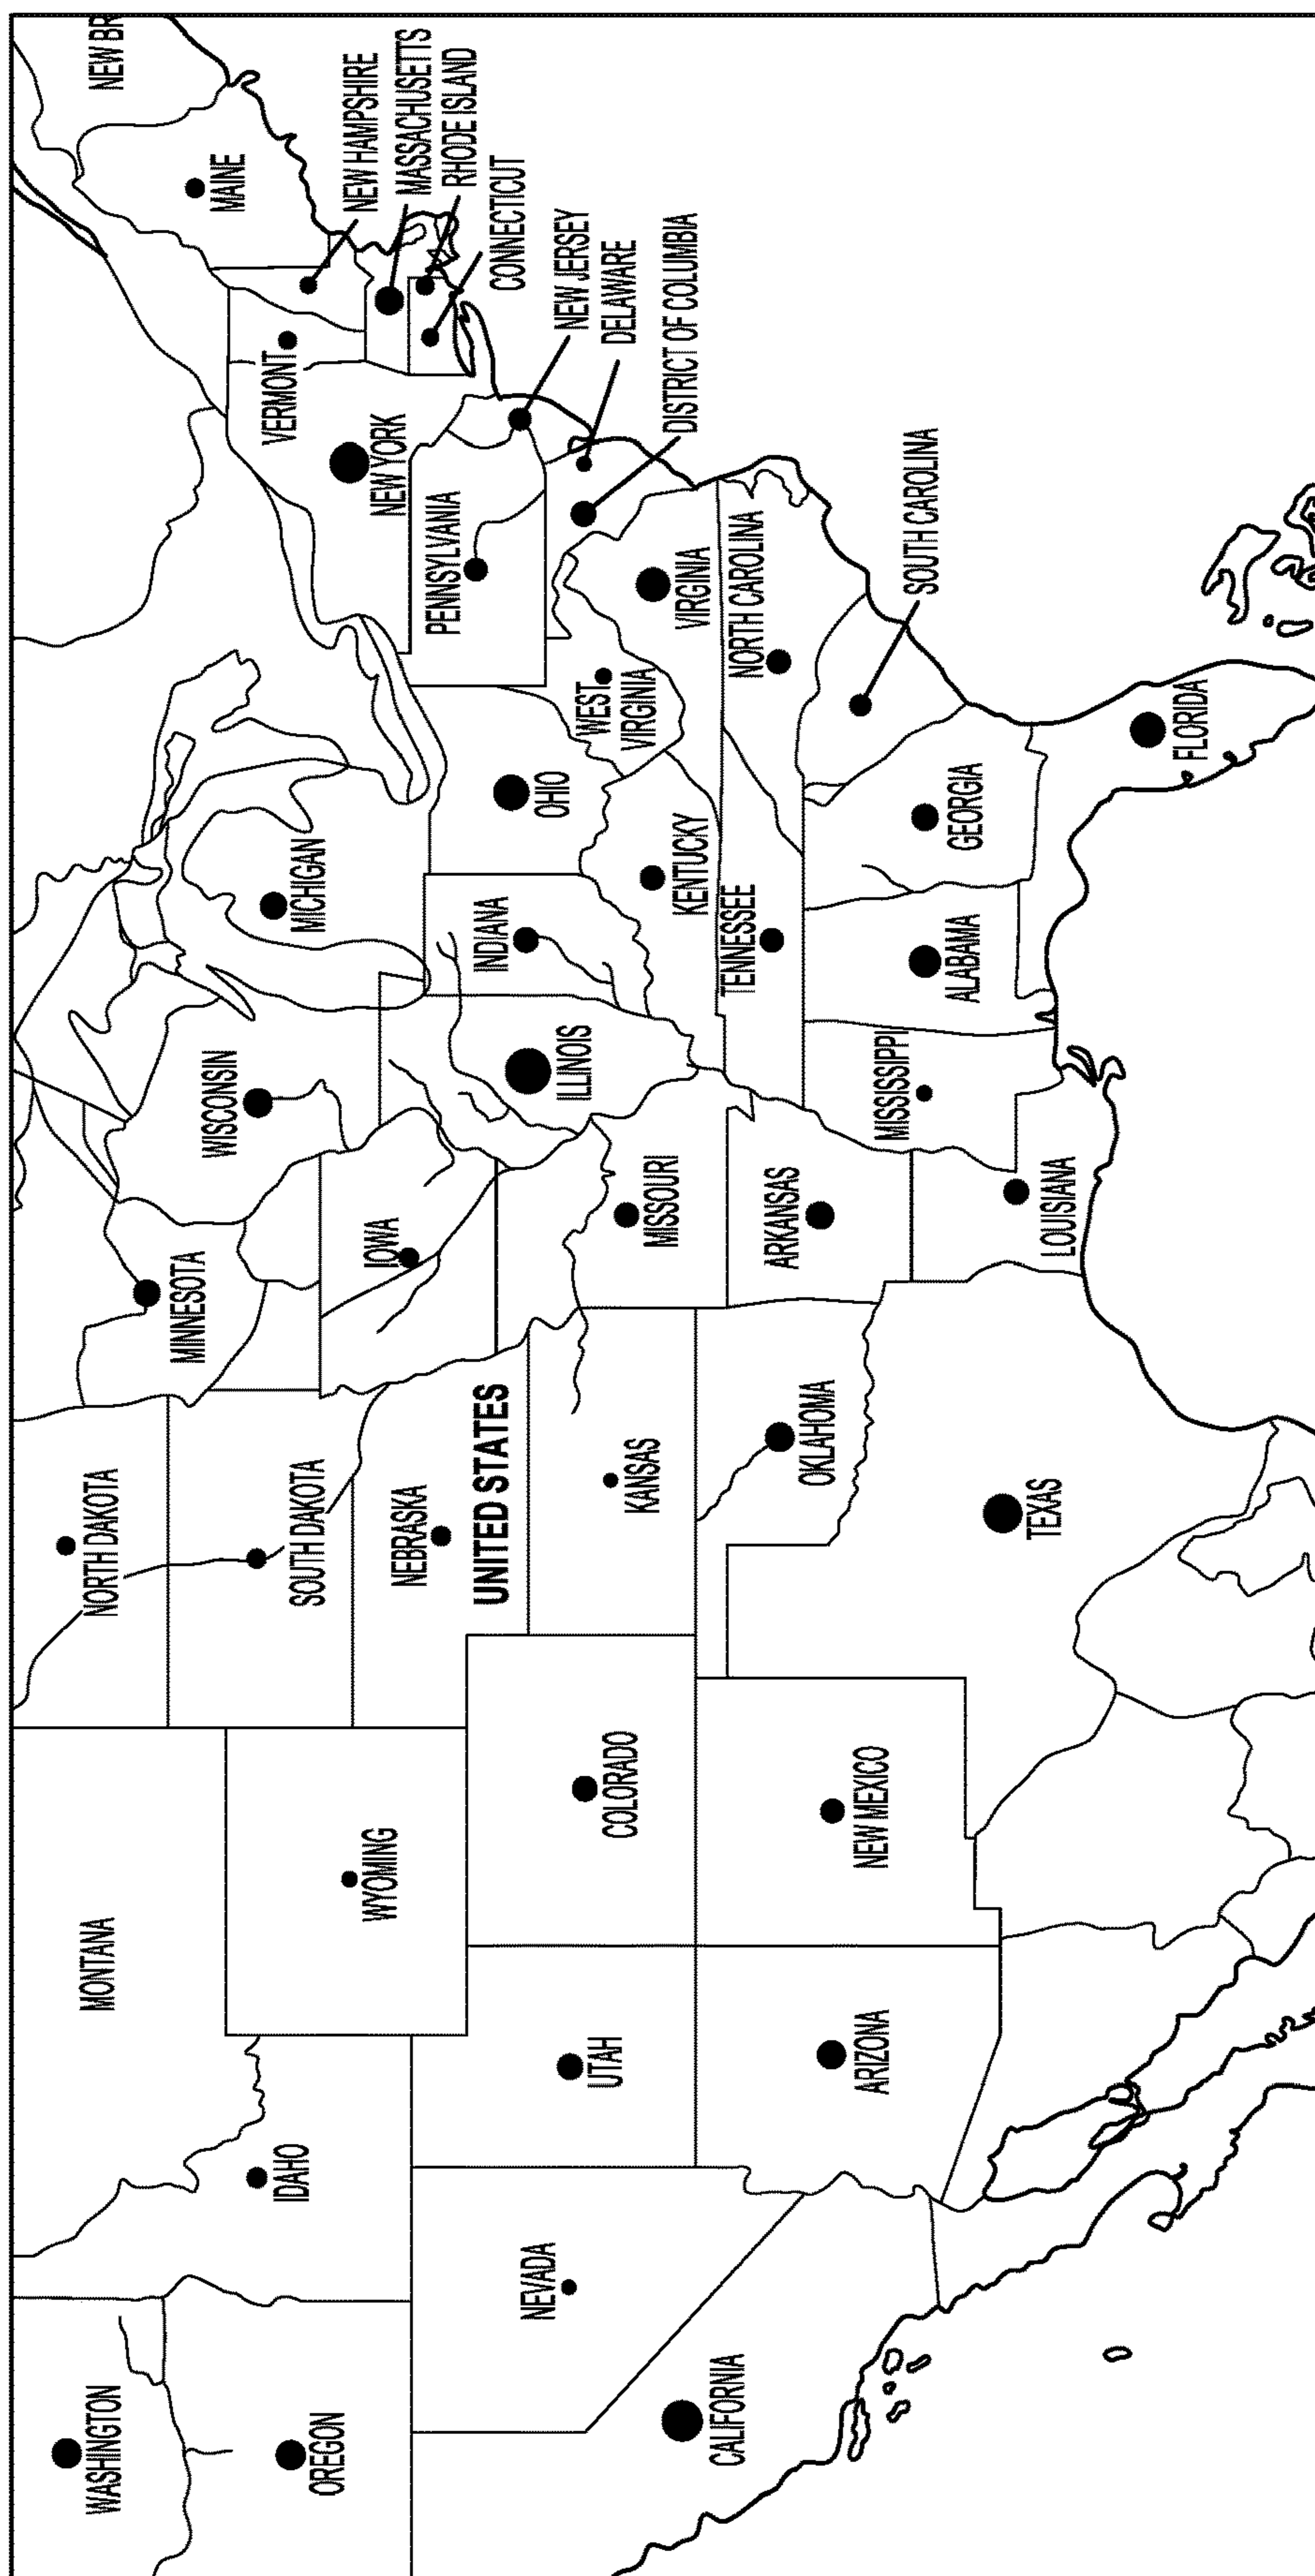 WASHINGTON
MONTANA
NORTH DAKOTA
MINNESOTA
MAINE
NEW BR
OREGON
IDAHO
SOUTH DAKOTA
WISCONSIN
MICHIGAN
VERMONT
NEW HAMPSHIRE
MASSACHUSETTS
RHODE ISLAND
CONNECTICUT
WYOMING
NEBRASKA
IOWA
NEW YORK
PENNSYLVANIA
NEW JERSEY
DELAWARE
DISTRICT OF COLUMBIA
UNITED STATES
NEVADA
UTAH
COLORADO
KANSAS
ILLINOIS
INDIANA
OHIO
WEST
VIRGINIA
VIRGINIA
MISSOURI
KENTUCKY
CALIFORNIA
ARIZONA
NEW MEXICO
OKLAHOMA
ARKANSAS
TENNESSEE
NORTH CAROLINA
SOUTH CAROLINA
TEXAS
LOUISIANA
MISSISSIPPI
ALABAMA
GEORGIA
FLORIDA